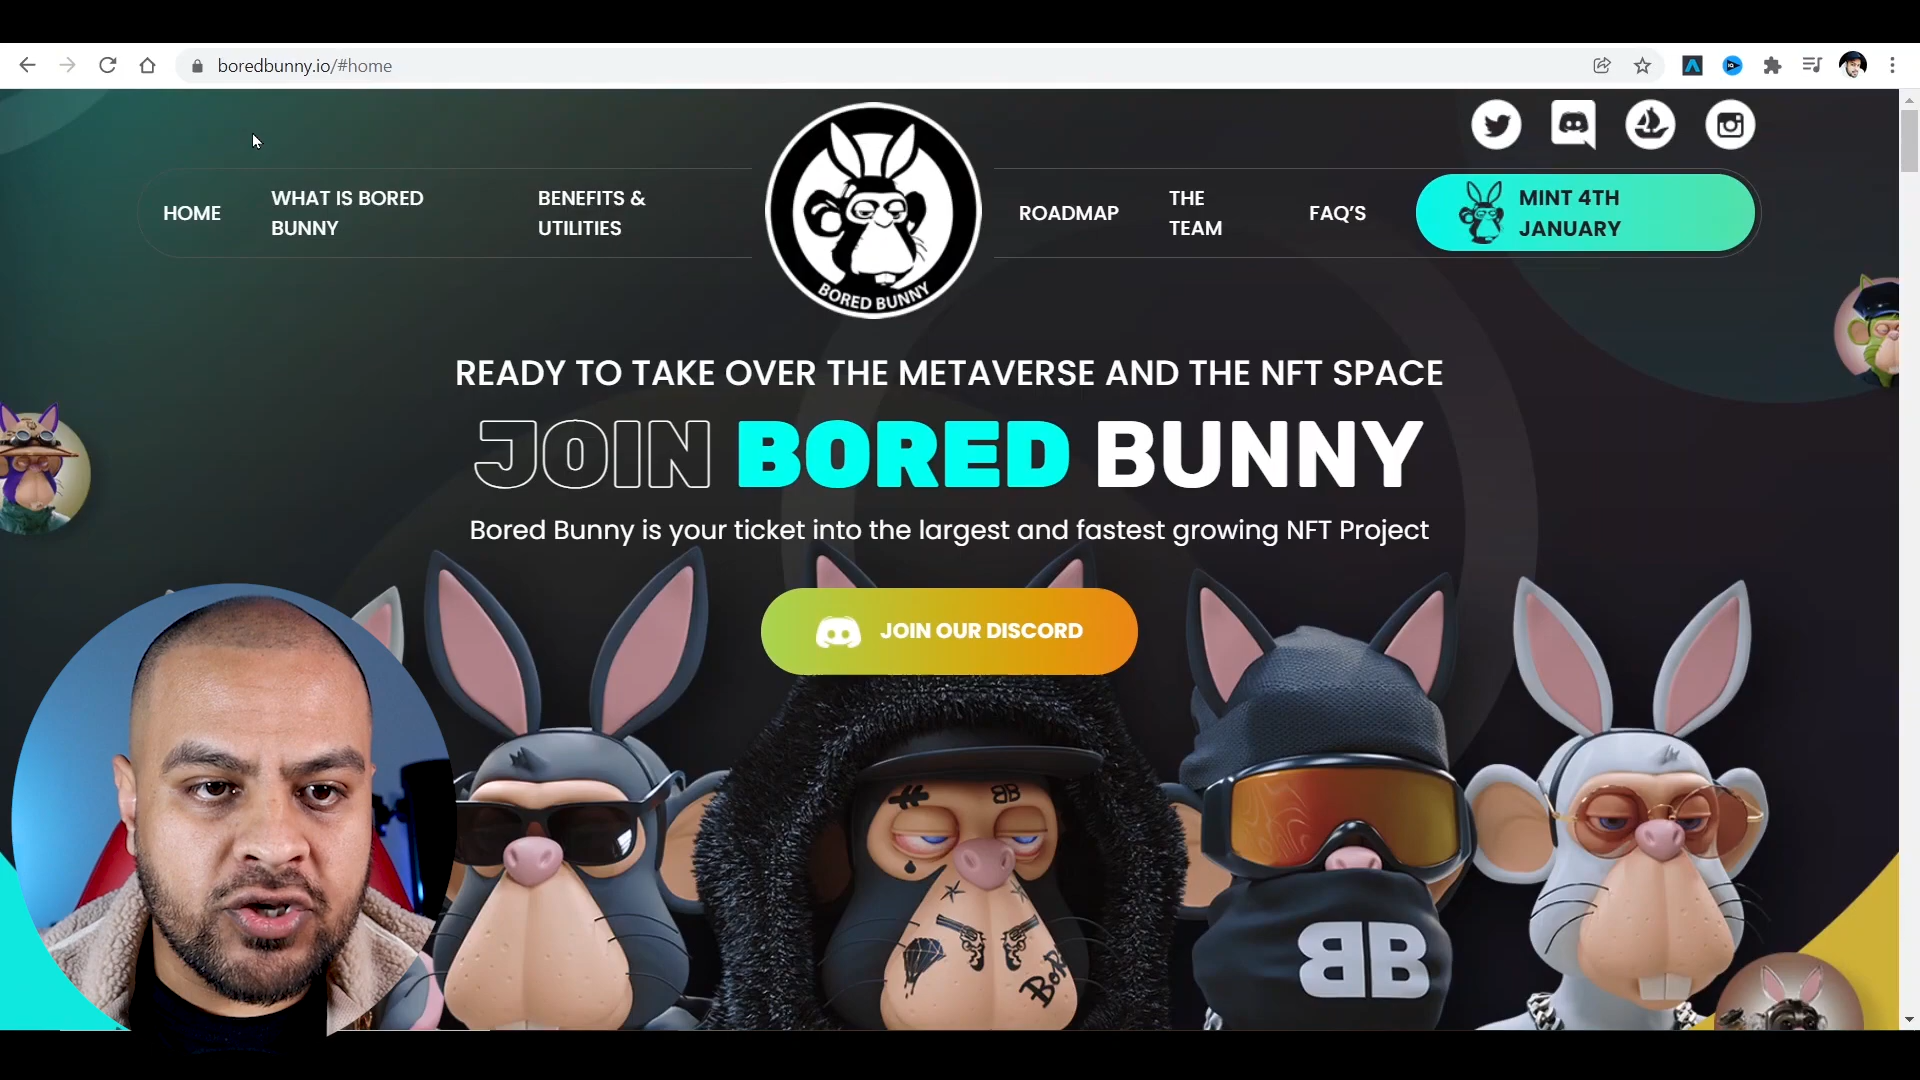 boredbunny.io/#home
HOME
WHAT IS BORED
BUNNY
BENEFITS &
UTILITIES
BORED BUNNY
ROADMAP
THE
TEAM
FAQ'S
MINT 4TH
JANUARY
READY TO TAKE OVER THE METAVERSE AND THE NFT SPACE
JOIN BORED BUNNY
Bored Bunny is your ticket into the largest and fastest growing NFT Project
JOIN OUR DISCORD
BB
BB